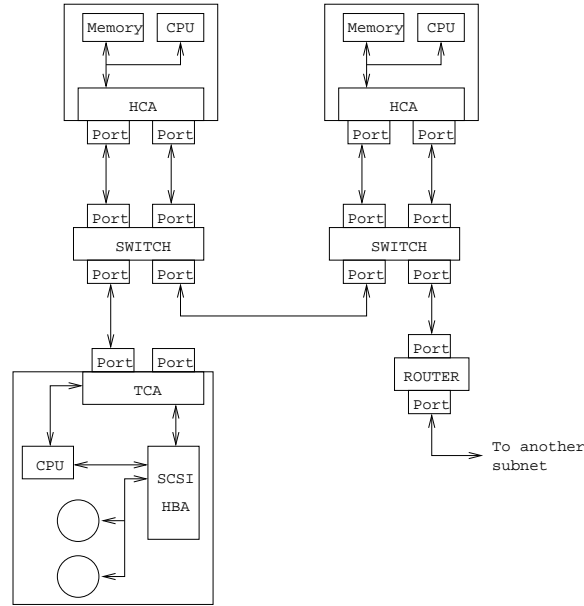 Memory CPU
Memory CPU
HCA
HCA
Port Port
Port Port
Port Port
Port Port
SWITCH
SWITCH
Port Port
Port Port
Port Port
Port
TCA
ROUTER
Port
CPU
SCSI
HBA
To another
subnet